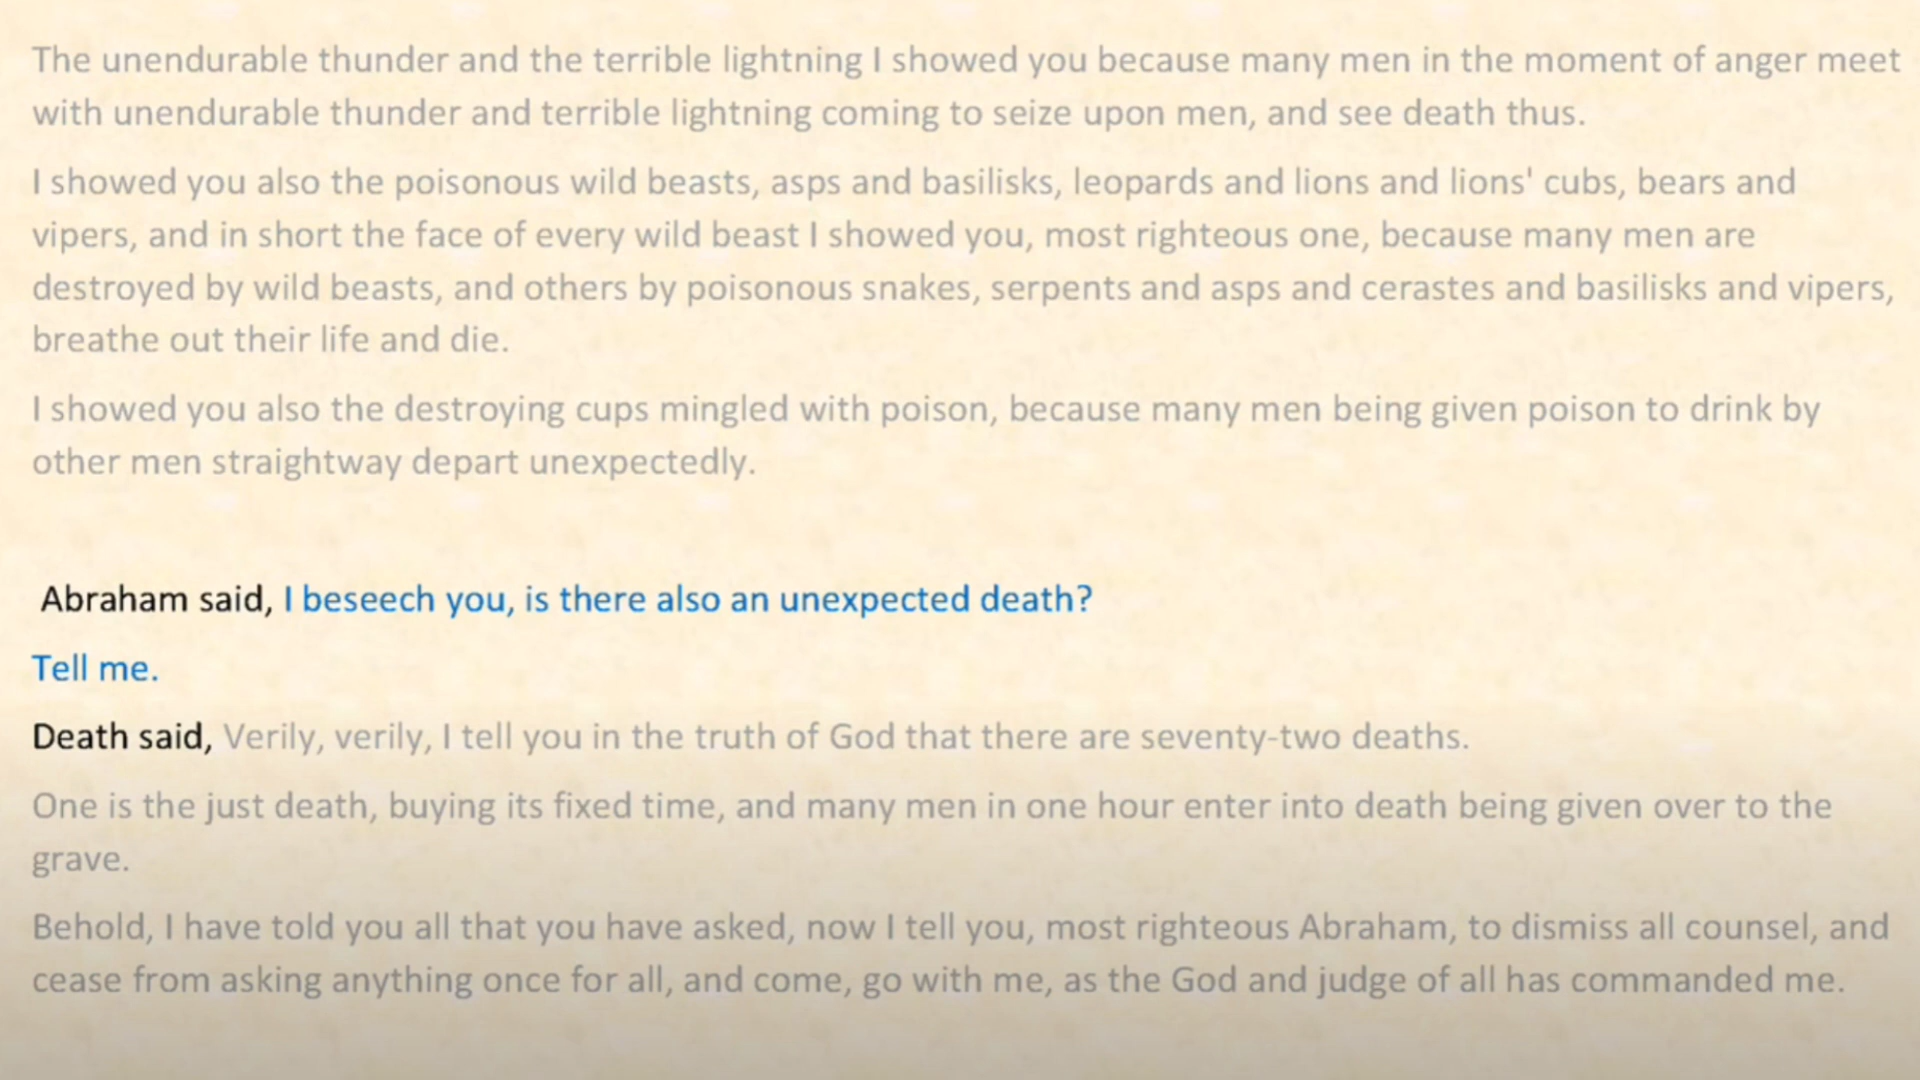 The unendurable thunder and the terrible lightning I showed you because many men in the moment of anger meet
with unendurable thunder and terrible lightning coming to seize upon men, and see death thus.
I showed you also the poisonous wild beasts, asps and basilisks, leopards and lions and lions' cubs, bears and
vipers, and in short the face of every wild beast I showed you, most righteous one, because many men are
destroyed by wild beasts, and others by poisonous snakes, serpents and asps and cerastes and basilisks and vipers,
breathe out their life and die.
I showed you also the destroying cups mingled with poison, because many men being given poison to drink by
other men straightway depart unexpectedly.
Abraham said, I beseech you, is there also an unexpected death?
Tell me.
Death said, Verily, verily, I tell you in the truth of God that there are seventy-two deaths.
One is the just death, buying its fixed time, and many men in one hour enter into death being given over to the
grave.
Behold, I have told you all that you have asked, now I tell you, most righteous Abraham, to dismiss all counsel, and
cease from asking anything once for all, and come, go with me, as the God and judge of all has commanded me.